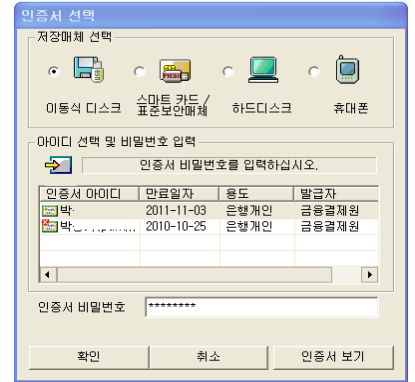 인증서 선택
저장매체 선택
이동식 디스크
스마트 카드 /
표준보안매체
하드디스크
휴대폰
아이디 선택 및 비밀번호 입력
인증서 비밀번호를 입력하십시오.
인증서 아이디 만료일자 용도 발급자
박 2011-11-03 은행개인 금융결제원
박 2010-10-25 은행개인 금융결제원
인증서 비밀번호 ********
확인 취소 인증서 보기